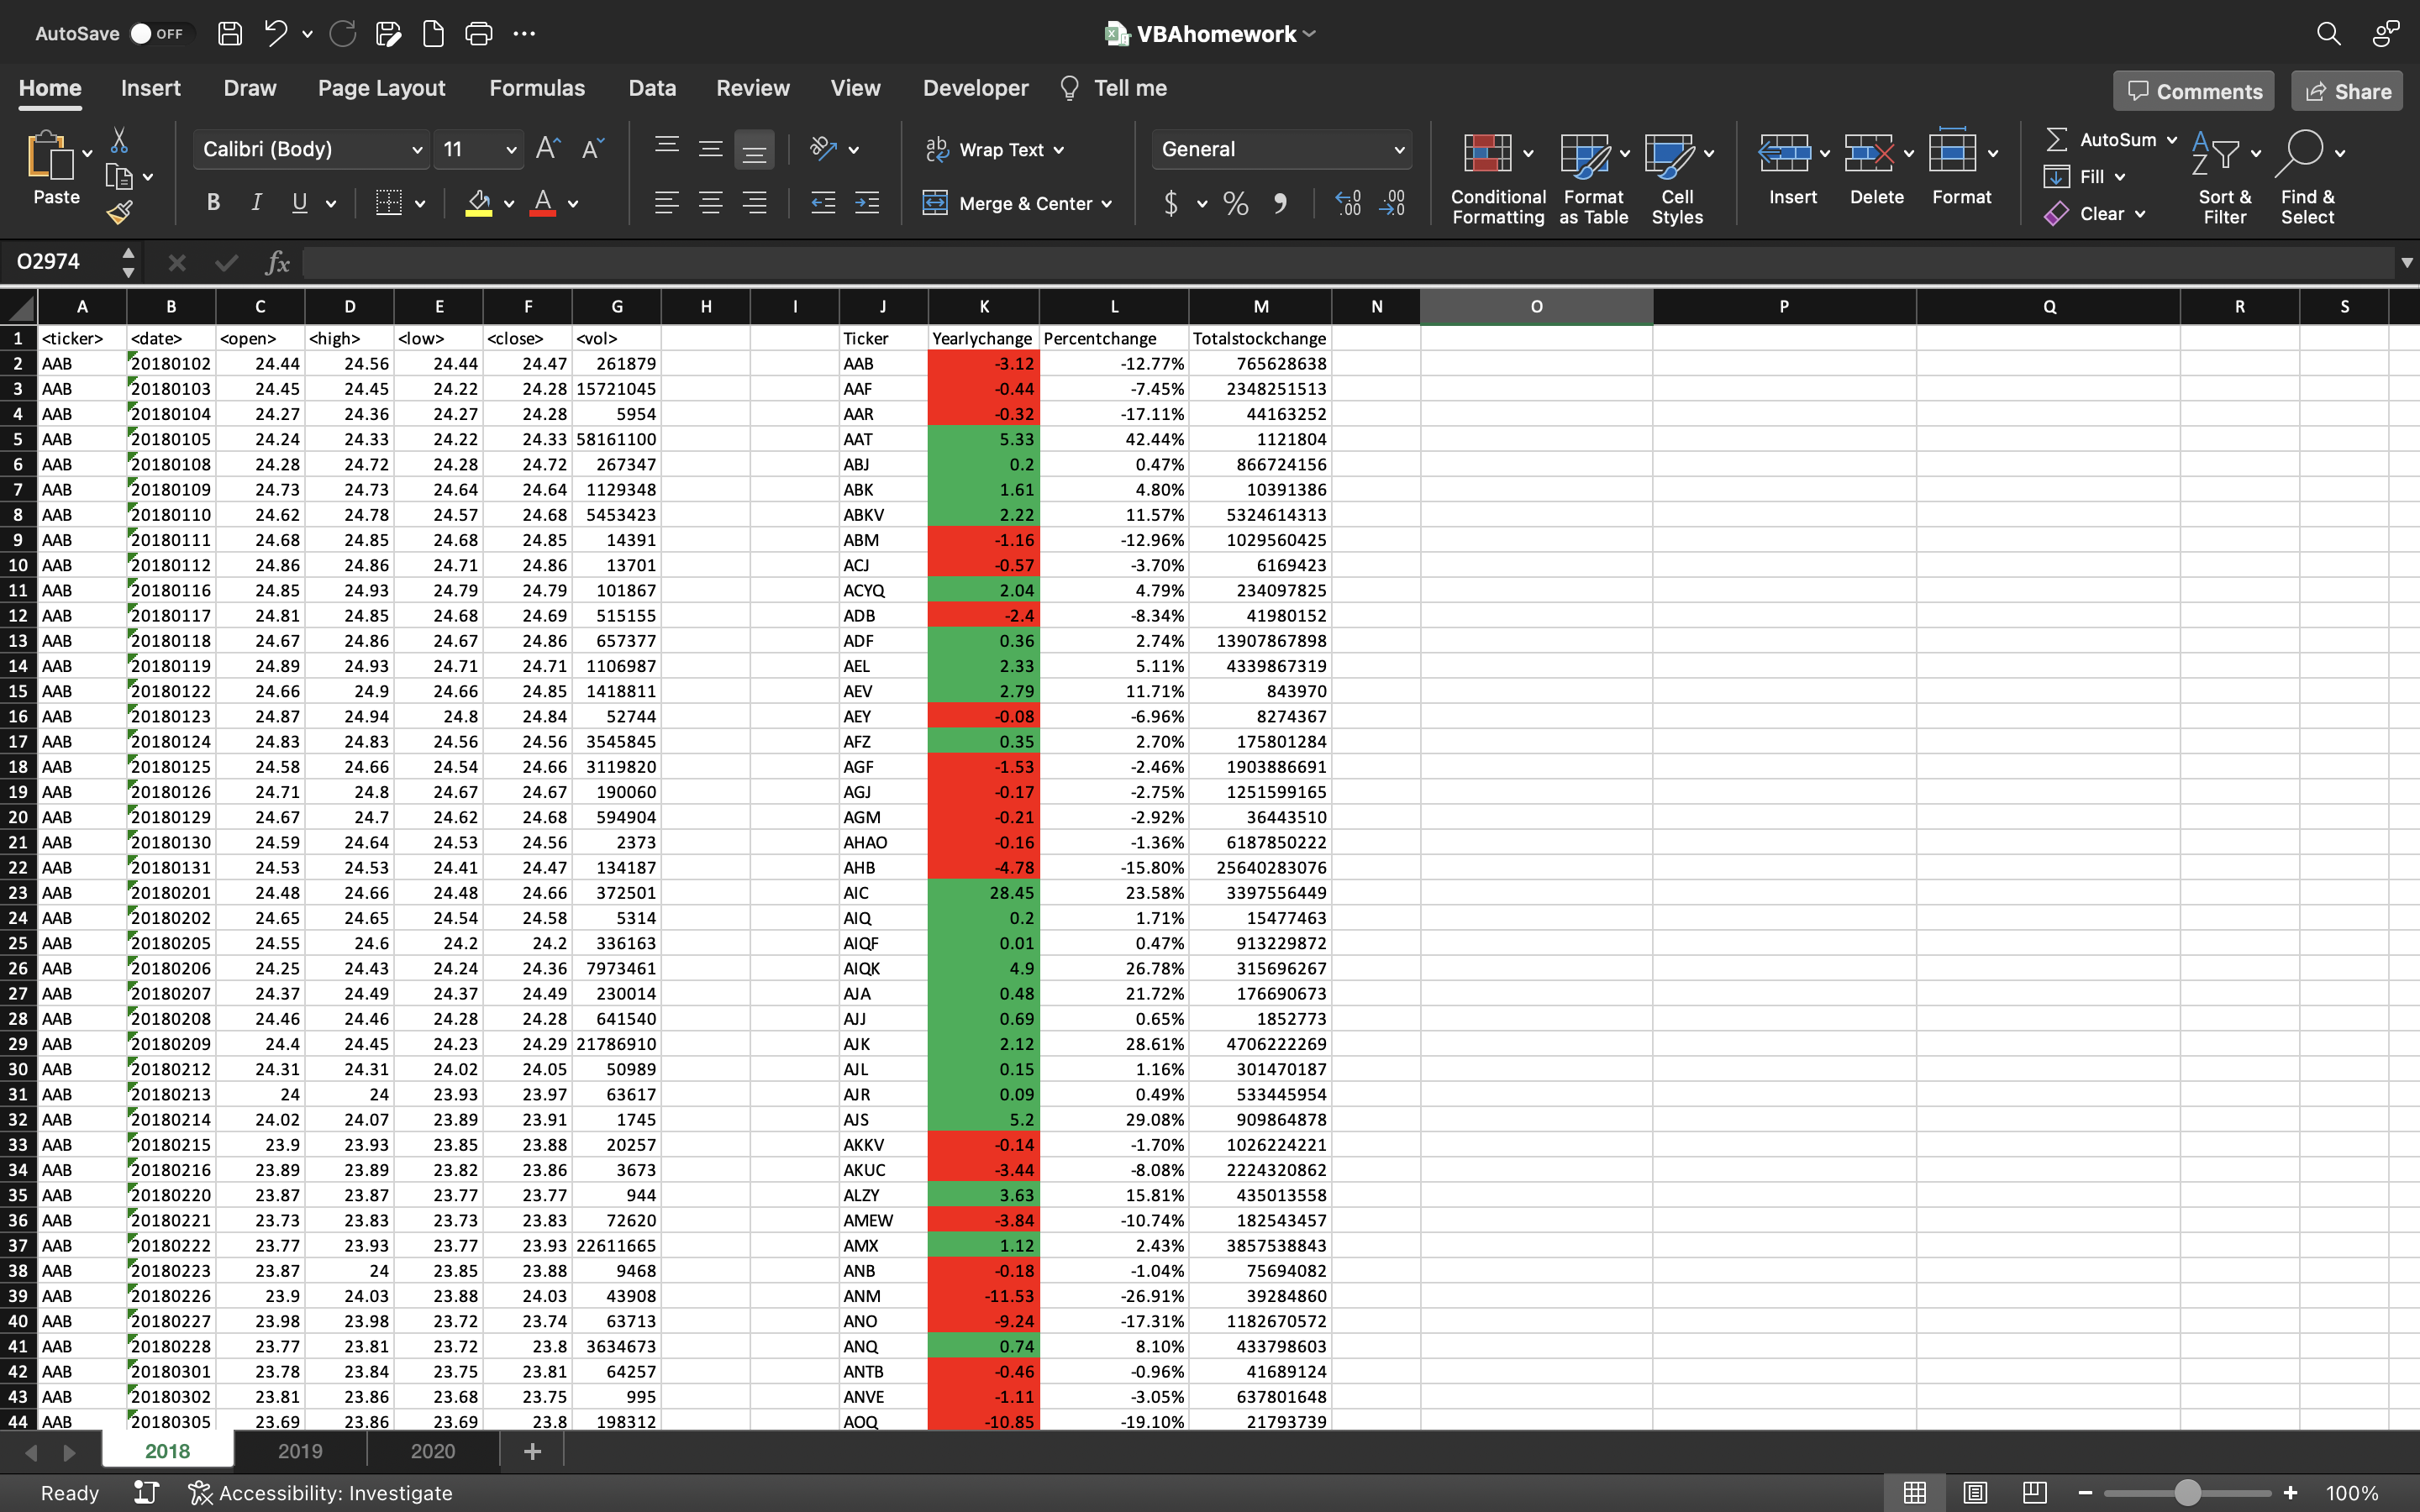 AutoSave OFF VBAhomework
Home Insert Draw Page Layout Formulas Data Review View Developer Tell me Comments Share
Paste Calibri (Body) 11 A A Wrap Text General Conditional Formatting Format as Table Cell Styles Insert Delete Format AutoSum Fill Clear Sort & Filter Find & Select
B I U A Merge & Center $ % 9 .00 .00
O2974 fx
A B C D E F G H I J K L M N O P Q R S
1 <ticker> <date> <open> <high> <low> <close> <vol> Ticker Yearlychange Percentchange Totalstockchange
2 AAB 20180102 24.44 24.56 24.44 24.47 261879 AAB -3.12 -12.77% 765628638
3 AAB 20180103 24.45 24.45 24.22 24.28 15721045 AAF -0.44 -7.45% 2348251513
4 AAB 20180104 24.27 24.36 24.27 24.28 5954 AAR -0.32 -17.11% 44163252
5 AAB 20180105 24.24 24.33 24.22 24.33 58161100 AAT 5.33 42.44% 1121804
6 AAB 20180108 24.28 24.72 24.28 24.72 267347 ABJ 0.2 0.47% 866724156
7 AAB 20180109 24.73 24.73 24.64 24.64 1129348 ABK 1.61 4.80% 10391386
8 AAB 20180110 24.62 24.78 24.57 24.68 5453423 ABKV 2.22 11.57% 5324614313
9 AAB 20180111 24.68 24.85 24.68 24.85 14391 ABM -1.16 -12.96% 1029560425
10 AAB 20180112 24.86 24.86 24.71 24.86 13701 ACJ -0.57 -3.70% 6169423
11 AAB 20180116 24.85 24.93 24.79 24.79 101867 ACYQ 2.04 4.79% 234097825
12 AAB 20180117 24.81 24.85 24.68 24.69 515155 ADB -2.4 -8.34% 41980152
13 AAB 20180118 24.67 24.86 24.67 24.86 657377 ADF 0.36 2.74% 13907867898
14 AAB 20180119 24.89 24.93 24.71 24.71 1106987 AEL 2.33 5.11% 4339867319
15 AAB 20180122 24.66 24.9 24.66 24.85 1418811 AEV 2.79 11.71% 843970
16 AAB 20180123 24.87 24.94 24.8 24.84 52744 AEY -0.08 -6.96% 8274367
17 AAB 20180124 24.83 24.83 24.56 24.56 3545845 AFZ 0.35 2.70% 175801284
18 AAB 20180125 24.58 24.66 24.54 24.66 3119820 AGF -1.53 -2.46% 1903886691
19 AAB 20180126 24.71 24.8 24.67 24.67 190060 AGJ -0.17 -2.75% 1251599165
20 AAB 20180129 24.67 24.7 24.62 24.68 594904 AGM -0.21 -2.92% 36443510
21 AAB 20180130 24.59 24.64 24.53 24.56 2373 AHAO -0.16 -1.36% 6187850222
22 AAB 20180131 24.53 24.53 24.41 24.47 134187 AHB -4.78 -15.80% 25640283076
23 AAB 20180201 24.48 24.66 24.48 24.66 372501 AIC 28.45 23.58% 3397556449
24 AAB 20180202 24.65 24.65 24.54 24.58 5314 AIQ 0.2 1.71% 15477463
25 AAB 20180205 24.55 24.6 24.2 24.2 336163 AIQF 0.01 0.47% 913229872
26 AAB 20180206 24.25 24.43 24.24 24.36 7973461 AIQK 4.9 26.78% 315696267
27 AAB 20180207 24.37 24.49 24.37 24.49 230014 AJA 0.48 21.72% 176690673
28 AAB 20180208 24.46 24.46 24.28 24.28 641540 AJJ 0.69 0.65% 1852773
29 AAB 20180209 24.4 24.45 24.23 24.29 21786910 AJK 2.12 28.61% 4706222269
30 AAB 20180212 24.31 24.31 24.02 24.05 50989 AJL 0.15 1.16% 301470187
31 AAB 20180213 24 24 23.93 23.97 63617 AJR 0.09 0.49% 533445954
32 AAB 20180214 24.02 24.07 23.89 23.91 1745 AJS 5.2 29.08% 909864878
33 AAB 20180215 23.9 23.93 23.85 23.88 20257 AKKV -0.14 -1.70% 1026224221
34 AAB 20180216 23.89 23.89 23.82 23.86 3673 AKUC -3.44 -8.08% 2224320862
35 AAB 20180220 23.87 23.87 23.77 23.77 944 ALZY 3.63 15.81% 435013558
36 AAB 20180221 23.73 23.83 23.73 23.83 72620 AMEW -3.84 -10.74% 182543457
37 AAB 20180222 23.77 23.93 23.77 23.93 22611665 AMX 1.12 2.43% 3857538843
38 AAB 20180223 23.87 24 23.85 23.88 9468 ANB -0.18 -1.04% 75694082
39 AAB 20180226 23.9 24.03 23.88 24.03 43908 ANM -11.53 -26.91% 39284860
40 AAB 20180227 23.98 23.98 23.72 23.74 63713 ANO -9.24 -17.31% 1182670572
41 AAB 20180228 23.77 23.81 23.72 23.8 3634673 ANQ 0.74 8.10% 433798603
42 AAB 20180301 23.78 23.84 23.75 23.81 64257 ANTB -0.46 -0.96% 41689124
43 AAB 20180302 23.81 23.86 23.68 23.75 995 ANVE -1.11 -3.05% 637801648
44 AAB 20180305 23.69 23.86 23.69 23.8 198312 AOQ -10.85 -19.10% 21793739
2018 2019 2020 +
Ready Accessibility: Investigate 100%